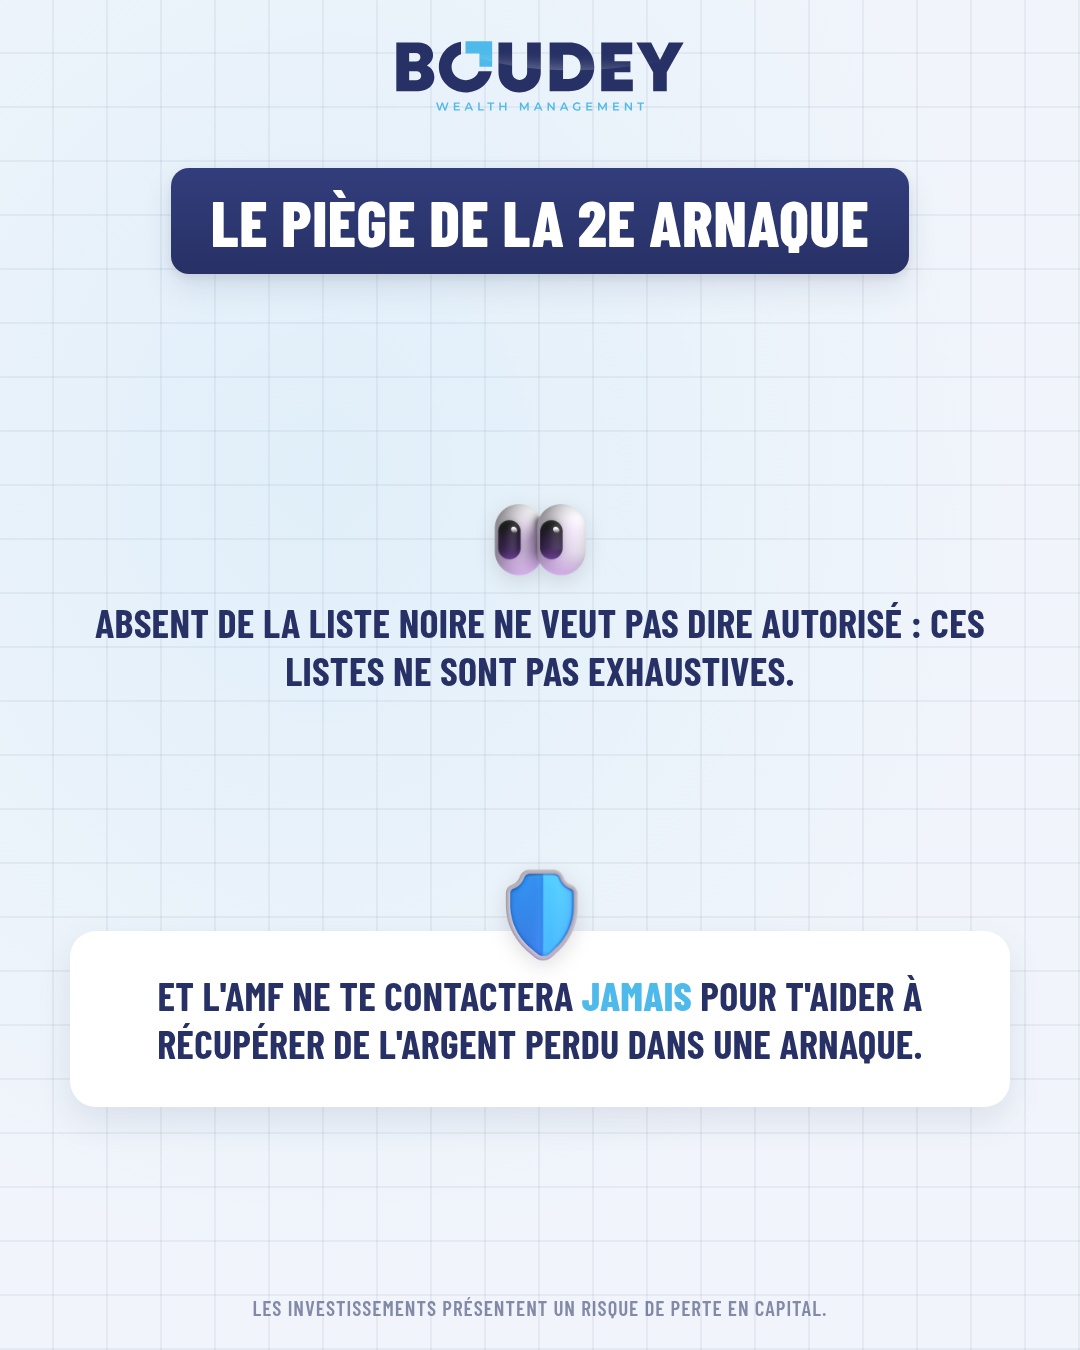 BOUDEY
WEALTH MANAGEMENT
LE PIÈGE DE LA 2E ARNAQUE
ABSENT DE LA LISTE NOIRE NE VEUT PAS DIRE AUTORISÉ : CES
LISTES NE SONT PAS EXHAUSTIVES.
ET L'AMF NE TE CONTACTERA JAMAIS POUR T'AIDER À
RÉCUPÉRER DE L'ARGENT PERDU DANS UNE ARNAQUE.
LES INVESTISSEMENTS PRÉSENTENT UN RISQUE DE PERTE EN CAPITAL.